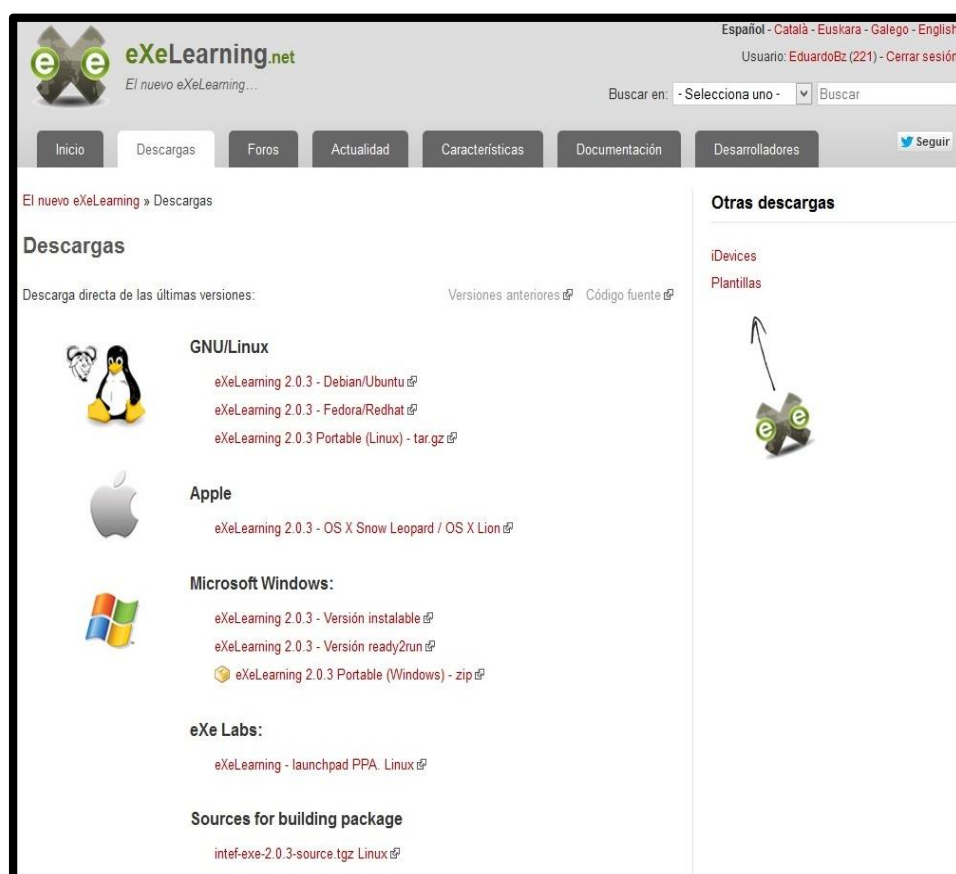 Español - Català - Euskara - Galego - English
eXeLearning.net
El nuevo eXeLearning...
Usuario: EduardoBz (221) - Cerrar sesión
Buscar en: - Selecciona uno - Buscar
Inicio Descargas Foros Actualidad Características Documentación Desarrolladores Seguir
El nuevo eXeLearning » Descargas
Descargas
Descarga directa de las últimas versiones: Versiones anteriores Código fuente
GNU/Linux
eXeLearning 2.0.3 - Debian/Ubuntu
eXeLearning 2.0.3 - Fedora/Redhat
eXeLearning 2.0.3 Portable (Linux) - tar.gz
Apple
eXeLearning 2.0.3 - OS X Snow Leopard / OS X Lion
Microsoft Windows:
eXeLearning 2.0.3 - Versión instalable
eXeLearning 2.0.3 - Versión ready2run
eXeLearning 2.0.3 Portable (Windows) - zip
eXe Labs:
eXeLearning - launchpad PPA. Linux
Sources for building package
intef-exe-2.0.3-source.tgz Linux
Otras descargas
iDevices
Plantillas
e e